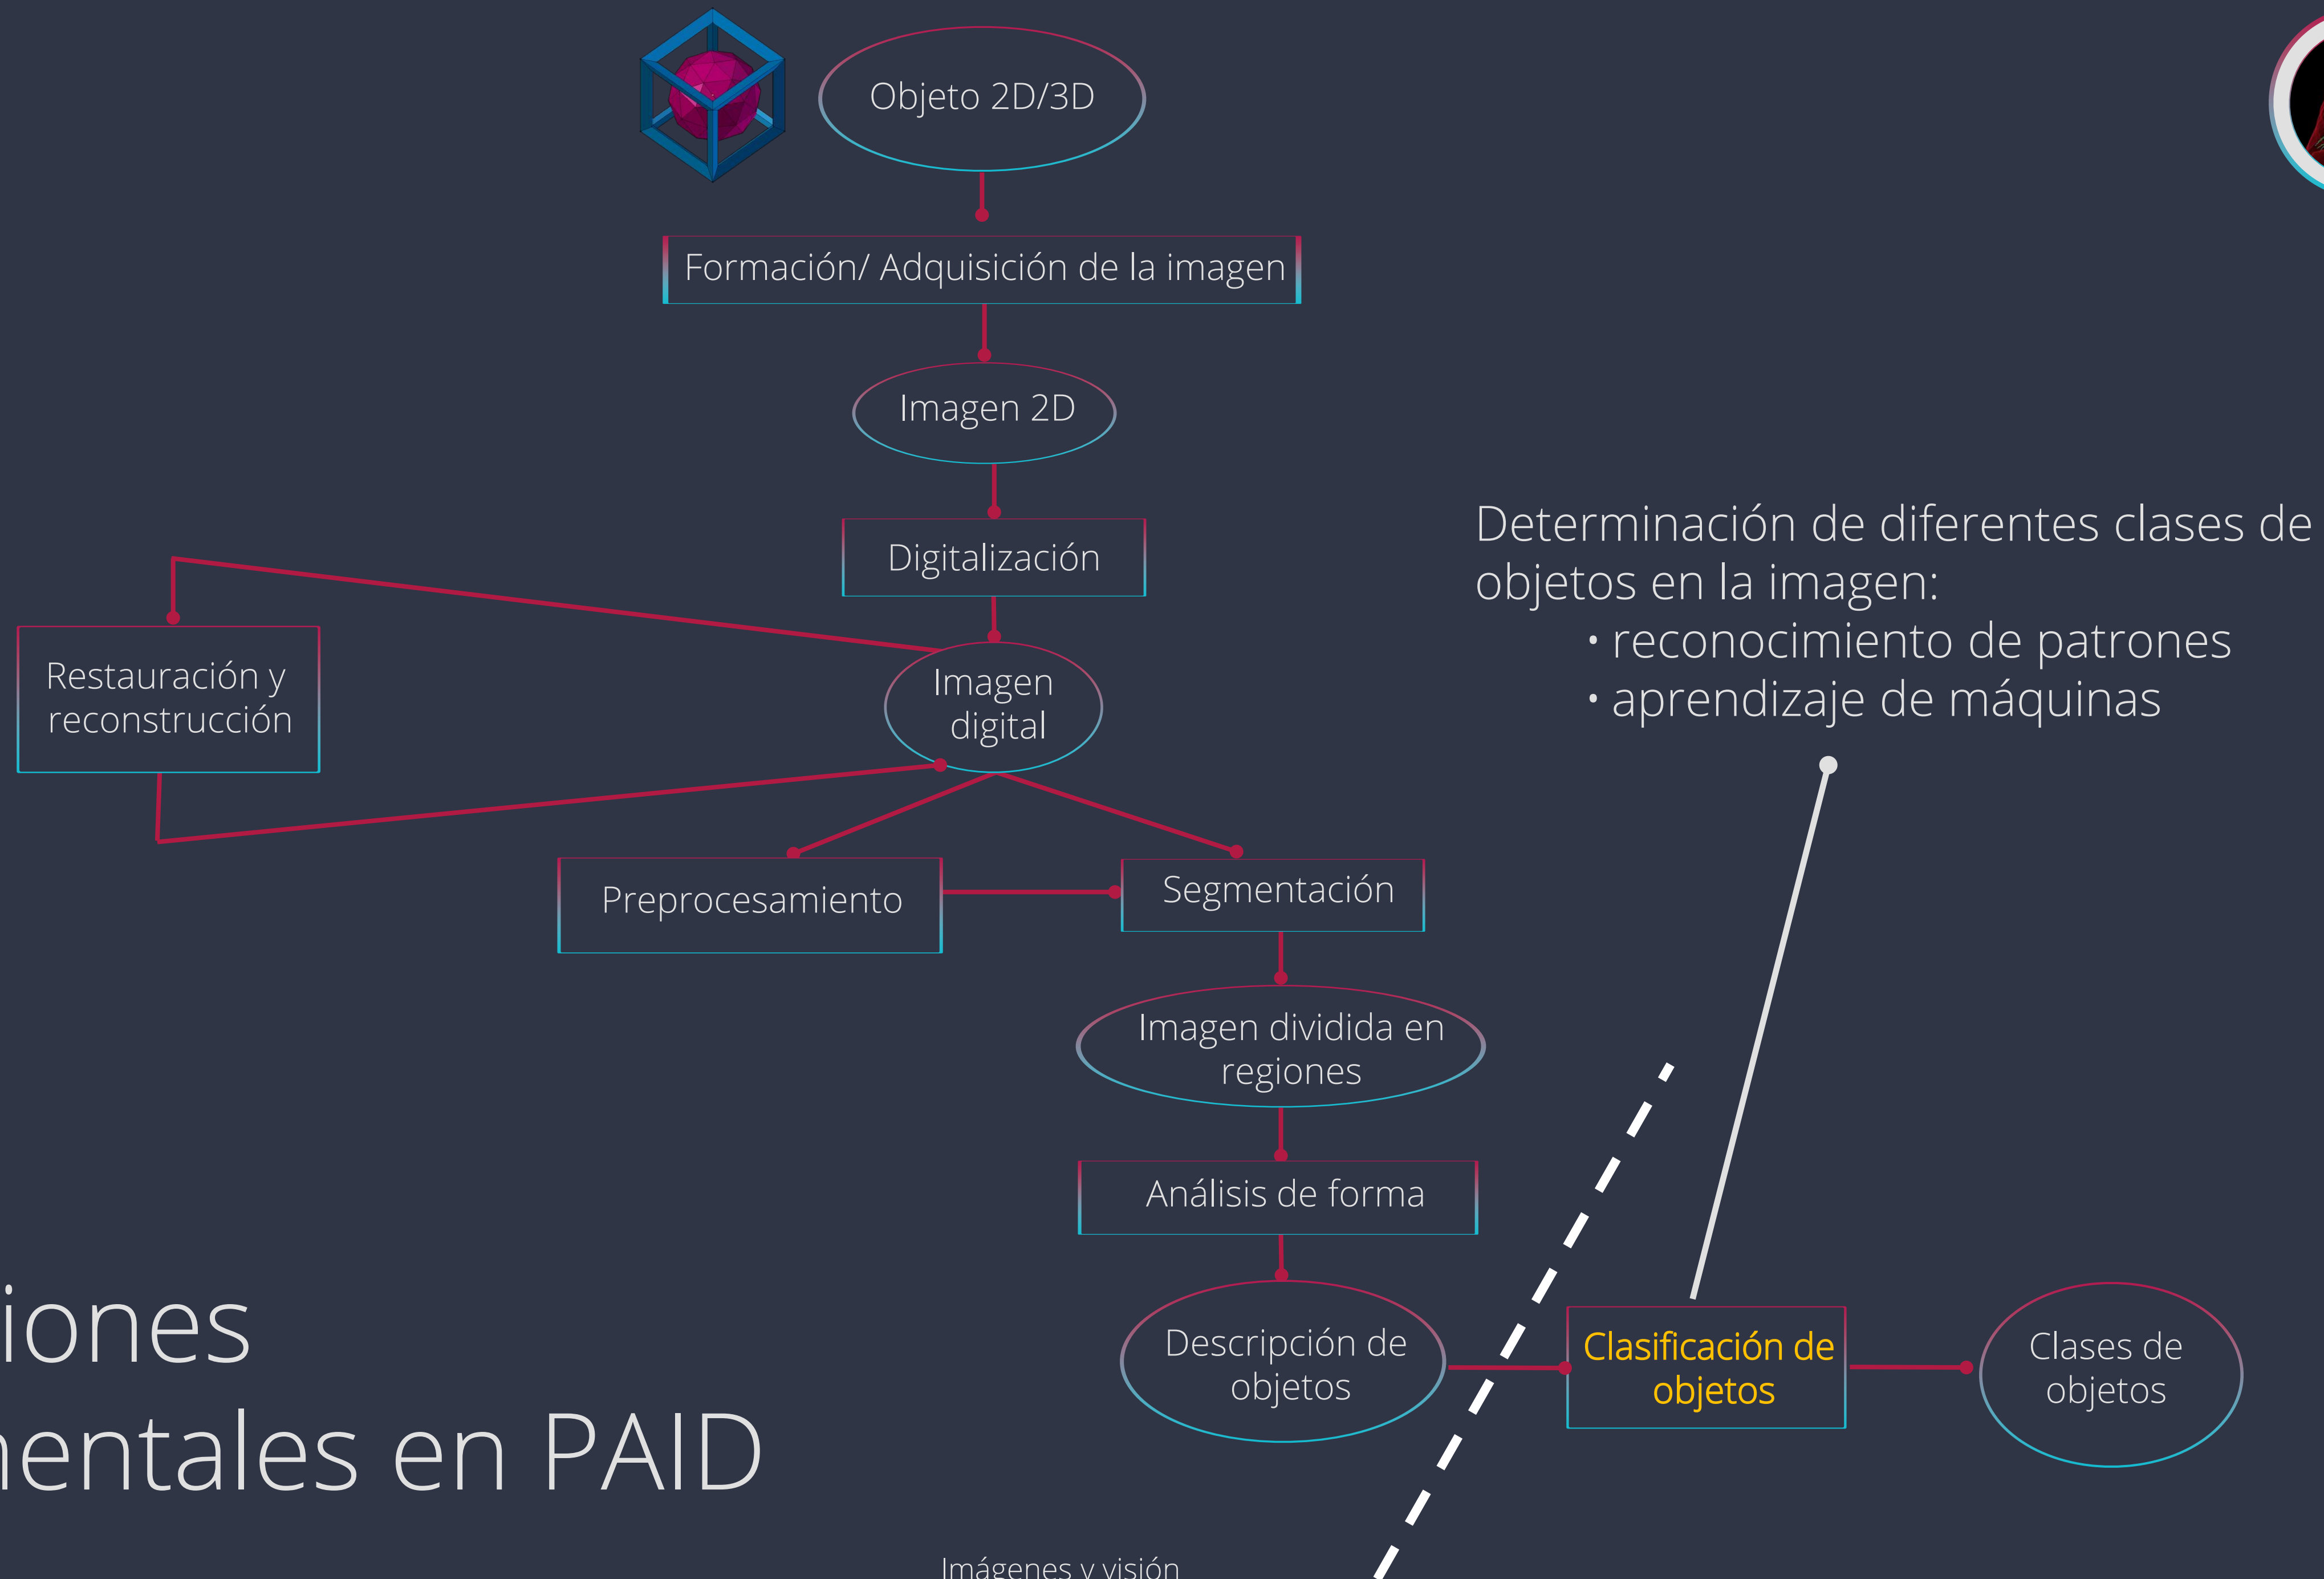 Objeto 2D/3D
Formación/ Adquisición de la imagen
Imagen 2D
Digitalización
Determinación de diferentes clases de
objetos en la imagen:
• reconocimiento de patrones
• aprendizaje de máquinas
Restauración y
reconstrucción
Imagen
digital
Preprocesamiento
Segmentación
Imagen dividida en
regiones
Análisis de forma
Descripción de
objetos
Clasificación de
objetos
Clases de
objetos
iones
entales en PAID
Imágenes y visión